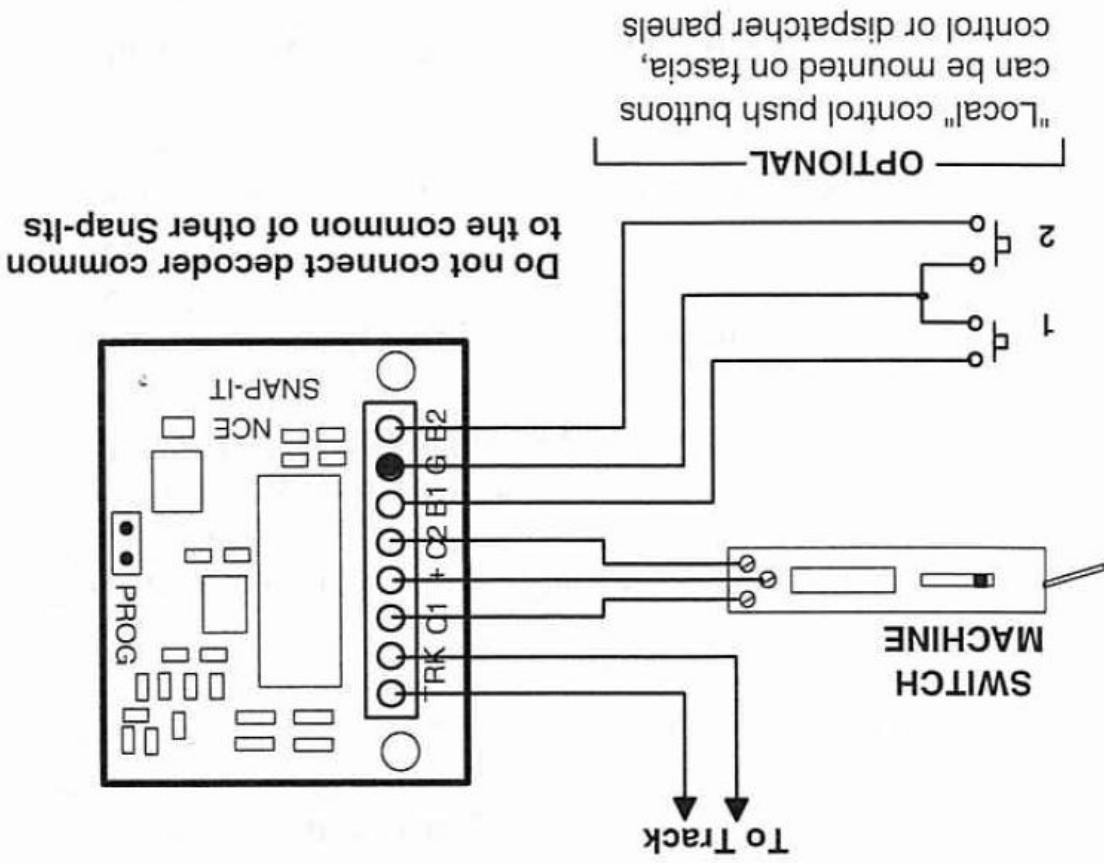 To Track
SWITCH
MACHINE
TRK C1 + C2 B1 G B2
PROG
NCE
SNAP-IT
1
2
Do not connect decoder common
to the common of other Snap-Its
OPTIONAL
"Local" control push buttons
can be mounted on fascia,
control or dispatcher panels